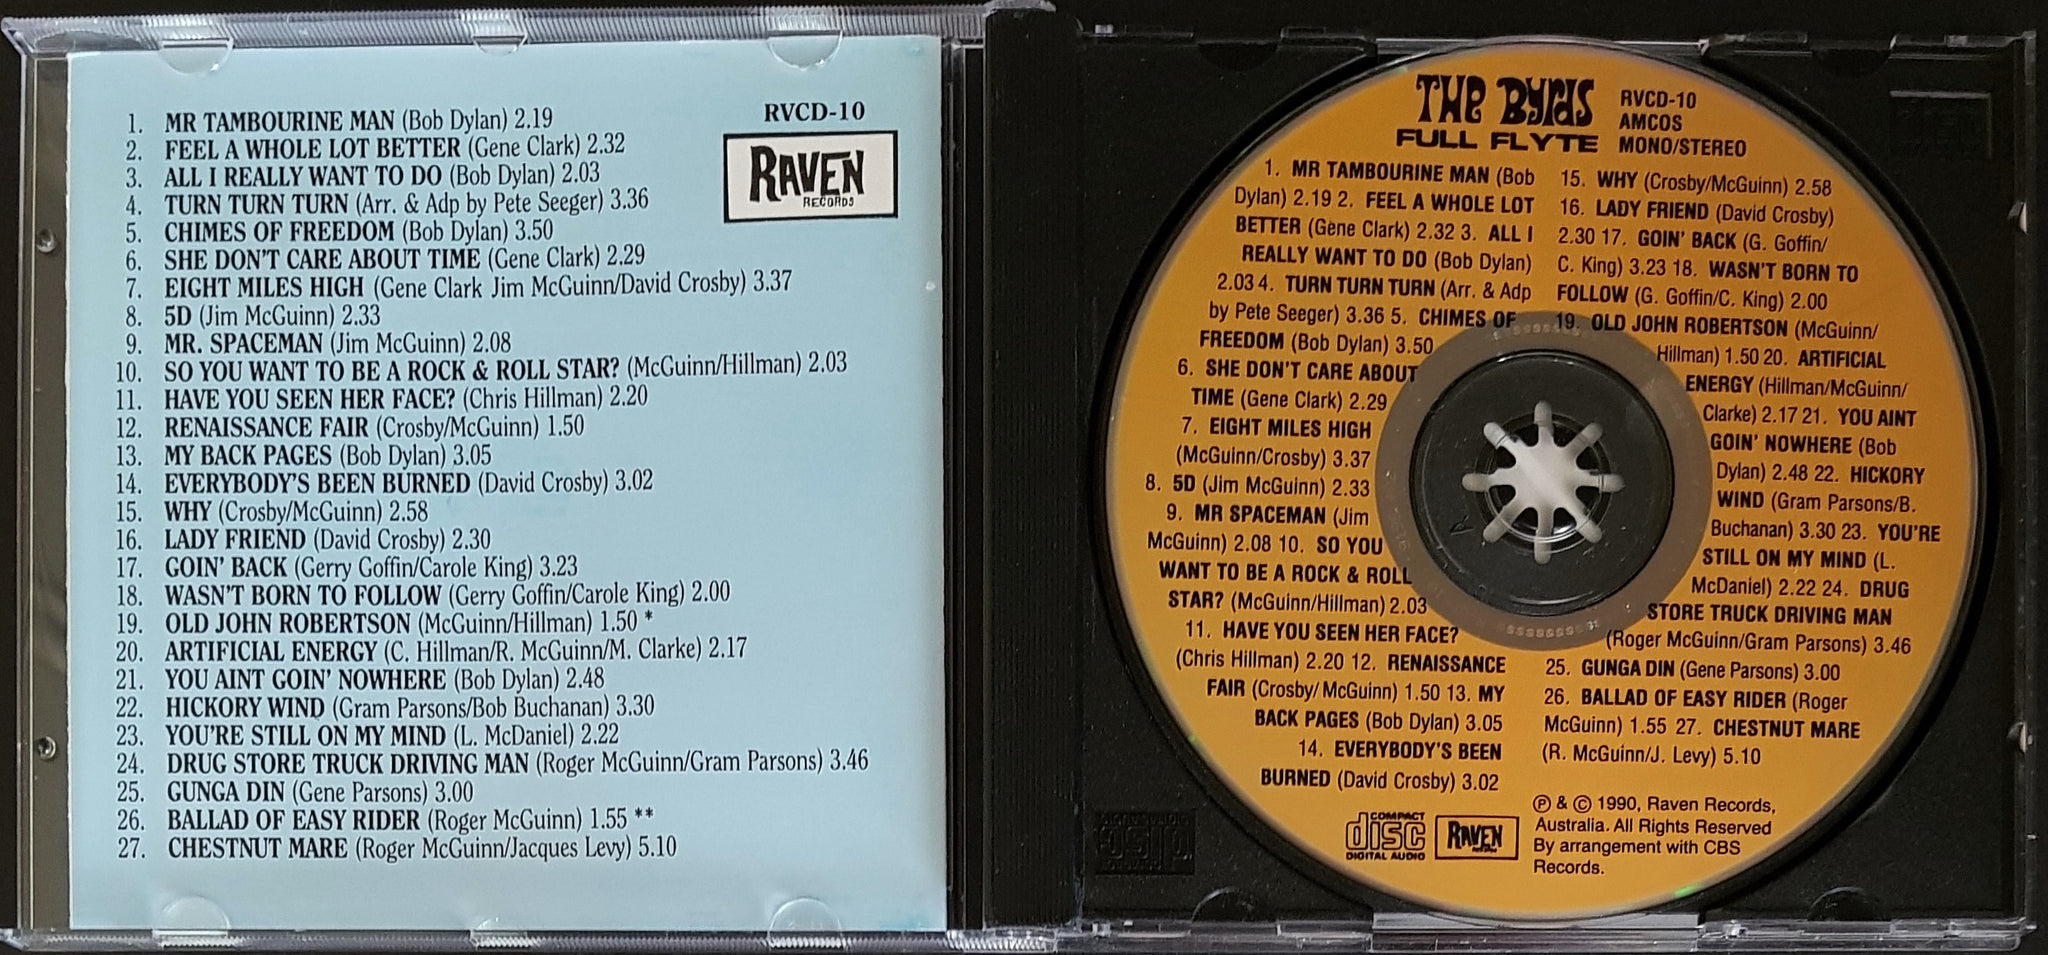 1. MR TAMBOURINE MAN (Bob Dylan) 2.19
2. FEEL A WHOLE LOT BETTER (Gene Clark) 2.32
3. ALL I REALLY WANT TO DO (Bob Dylan) 2.03
4. TURN TURN TURN (Arr. & Adp by Pete Seeger) 3.36
5. CHIMES OF FREEDOM (Bob Dylan) 3.50
6. SHE DON'T CARE ABOUT TIME (Gene Clark) 2.29
7. EIGHT MILES HIGH (Gene Clark Jim McGuinn/David Crosby) 3.37
8. 5D (Jim McGuinn) 2.33
9. MR. SPACEMAN (Jim McGuinn) 2.08
10. SO YOU WANT TO BE A ROCK & ROLL STAR? (McGuinn/Hillman) 2.03
11. HAVE YOU SEEN HER FACE? (Chris Hillman) 2.20
12. RENAISSANCE FAIR (Crosby/McGuinn) 1.50
13. MY BACK PAGES (Bob Dylan) 3.05
14. EVERYBODY'S BEEN BURNED (David Crosby) 3.02
15. WHY (Crosby/McGuinn) 2.58
16. LADY FRIEND (David Crosby) 2.30
17. GOIN' BACK (Gerry Goffin/Carole King) 3.23
18. WASN'T BORN TO FOLLOW (Gerry Goffin/Carole King) 2.00
19. OLD JOHN ROBERTSON (McGuinn/Hillman) 1.50 *
20. ARTIFICIAL ENERGY (C. Hillman/R. McGuinn/M. Clarke) 2.17
21. YOU AINT GOIN' NOWHERE (Bob Dylan) 2.48
22. HICKORY WIND (Gram Parsons/Bob Buchanan) 3.30
23. YOU'RE STILL ON MY MIND (L. McDaniel) 2.22
24. DRUG STORE TRUCK DRIVING MAN (Roger McGuinn/Gram Parsons) 3.46
25. GUNGA DIN (Gene Parsons) 3.00
26. BALLAD OF EASY RIDER (Roger McGuinn) 1.55 **
27. CHESTNUT MARE (Roger McGuinn/Jacques Levy) 5.10
RVCD-10
RAVEN
RECORDS
THE BYRDS
FULL FLYTE
RVCD-10
AMCOS
MONO/STEREO
1. MR TAMBOURINE MAN (Bob
Dylan) 2.19 2. FEEL A WHOLE LOT
BETTER (Gene Clark) 2.32 3. ALL I
REALLY WANT TO DO (Bob Dylan)
2.03 4. TURN TURN TURN (Arr. & Adp
by Pete Seeger) 3.36 5. CHIMES OF
FREEDOM (Bob Dylan) 3.50
6. SHE DON'T CARE ABOUT
TIME (Gene Clark) 2.29
7. EIGHT MILES HIGH
(McGuinn/Crosby) 3.37
8. 5D (Jim McGuinn) 2.33
9. MR SPACEMAN (Jim
McGuinn) 2.08 10. SO YOU
WANT TO BE A ROCK & ROLL
STAR? (McGuinn/Hillman) 2.03
11. HAVE YOU SEEN HER FACE?
(Chris Hillman) 2.20 12. RENAISSANCE
FAIR (Crosby/ McGuinn) 1.50 13. MY
BACK PAGES (Bob Dylan) 3.05
14. EVERYBODY'S BEEN
BURNED (David Crosby) 3.02
15. WHY (Crosby/McGuinn) 2.58
16. LADY FRIEND (David Crosby)
2.30 17. GOIN' BACK (G. Goffin/
C. King) 3.23 18. WASN'T BORN TO
FOLLOW (G. Goffin/C. King) 2.00
19. OLD JOHN ROBERTSON (McGuinn/
Hillman) 1.50 20. ARTIFICIAL
ENERGY (Hillman/McGuinn/
Clarke) 2.17 21. YOU AINT
GOIN' NOWHERE (Bob
Dylan) 2.48 22. HICKORY
WIND (Gram Parsons/B.
Buchanan) 3.30 23. YOU'RE
STILL ON MY MIND (L.
McDaniel) 2.22 24. DRUG
STORE TRUCK DRIVING MAN
(Roger McGuinn/Gram Parsons) 3.46
25. GUNGA DIN (Gene Parsons) 3.00
26. BALLAD OF EASY RIDER (Roger
McGuinn) 1.55 27. CHESTNUT MARE
(R. McGuinn/J. Levy) 5.10
COMPACT
disc
DIGITAL AUDIO
RAVEN
℗ & © 1990, Raven Records,
Australia. All Rights Reserved
By arrangement with CBS
Records.